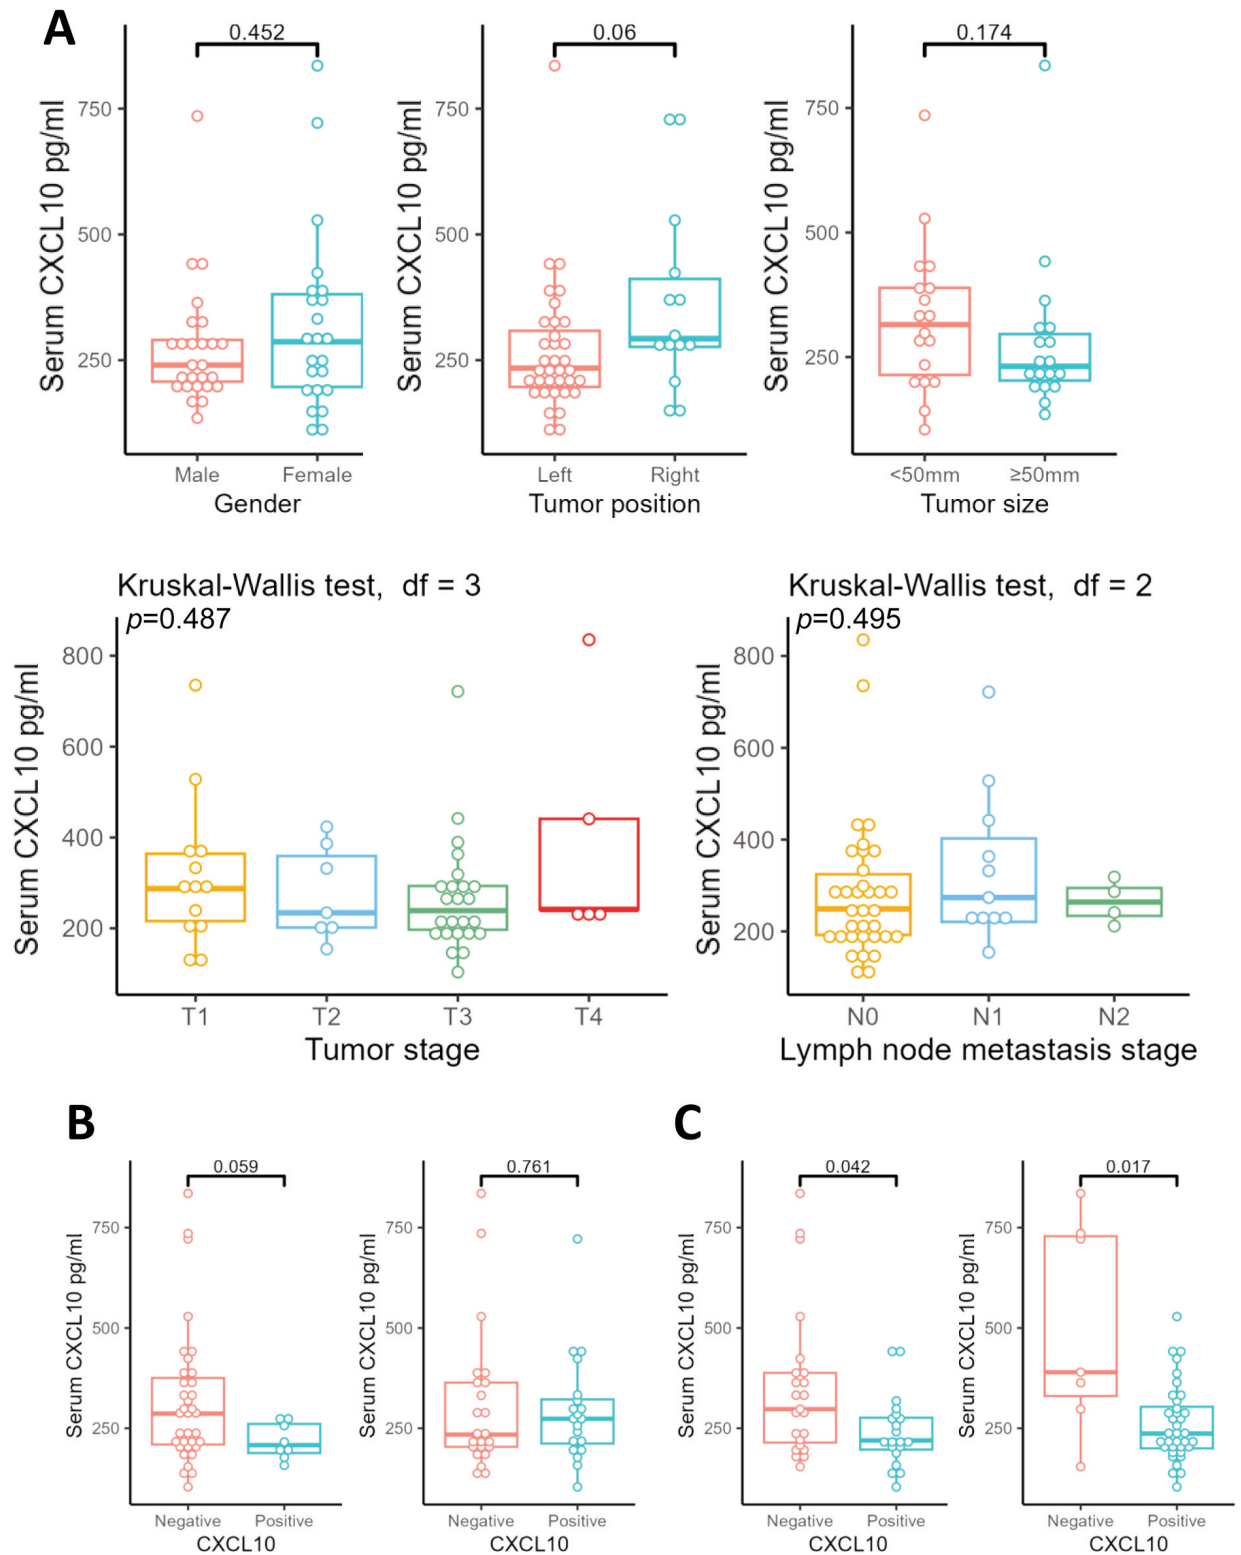 A
0.452
0.06
0.174
Serum CXCL10 pg/ml
750
500
250
Male
Female
Gender
Serum CXCL10 pg/ml
750
500
250
Left
Right
Tumor position
Serum CXCL10 pg/ml
750
500
250
<50mm
≥50mm
Tumor size
Kruskal-Wallis test, df = 3
p=0.487
Serum CXCL10 pg/ml
800
600
400
200
T1
T2
T3
T4
Tumor stage
Kruskal-Wallis test, df = 2
p=0.495
Serum CXCL10 pg/ml
800
600
400
200
N0
N1
N2
Lymph node metastasis stage
B
0.059
Serum CXCL10 pg/ml
750
500
250
Negative
Positive
CXCL10
0.761
Serum CXCL10 pg/ml
750
500
250
Negative
Positive
CXCL10
C
0.042
Serum CXCL10 pg/ml
750
500
250
Negative
Positive
CXCL10
0.017
Serum CXCL10 pg/ml
750
500
250
Negative
Positive
CXCL10